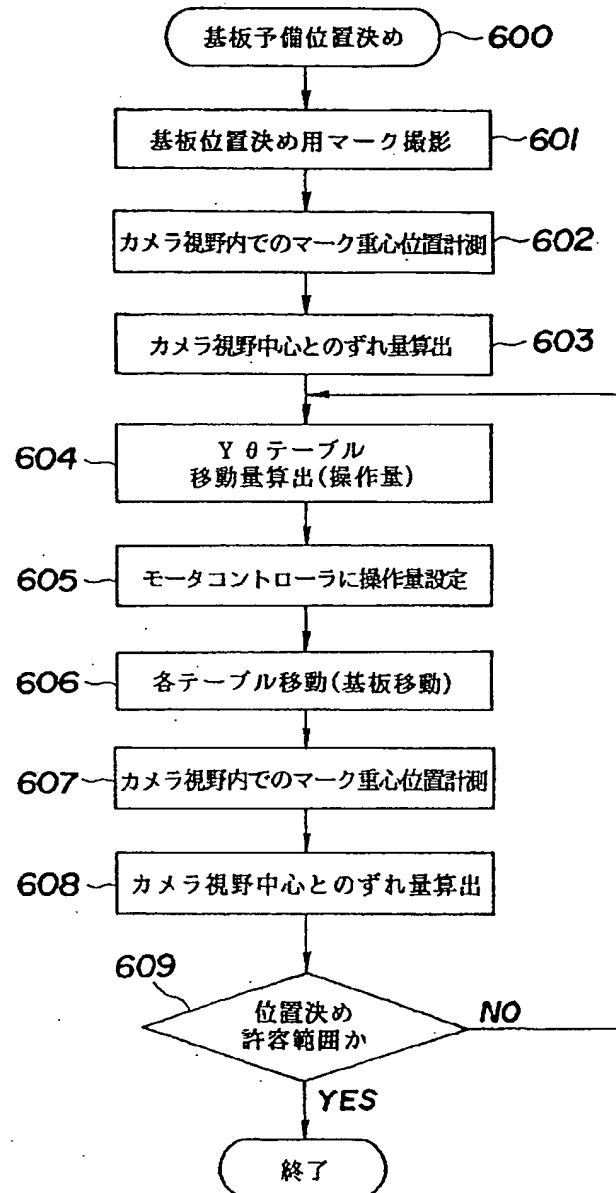 基板予備位置決め 600
基板位置決め用マーク撮影 601
カメラ視野内でのマーク重心位置計測 602
カメラ視野中心とのずれ量算出 603
604 Yθテーブル
移動量算出(操作量)
605 モータコントローラに操作量設定
606 各テーブル移動(基板移動)
607 カメラ視野内でのマーク重心位置計測
608 カメラ視野中心とのずれ量算出
609
位置決め
許容範囲か
NO
YES
終了